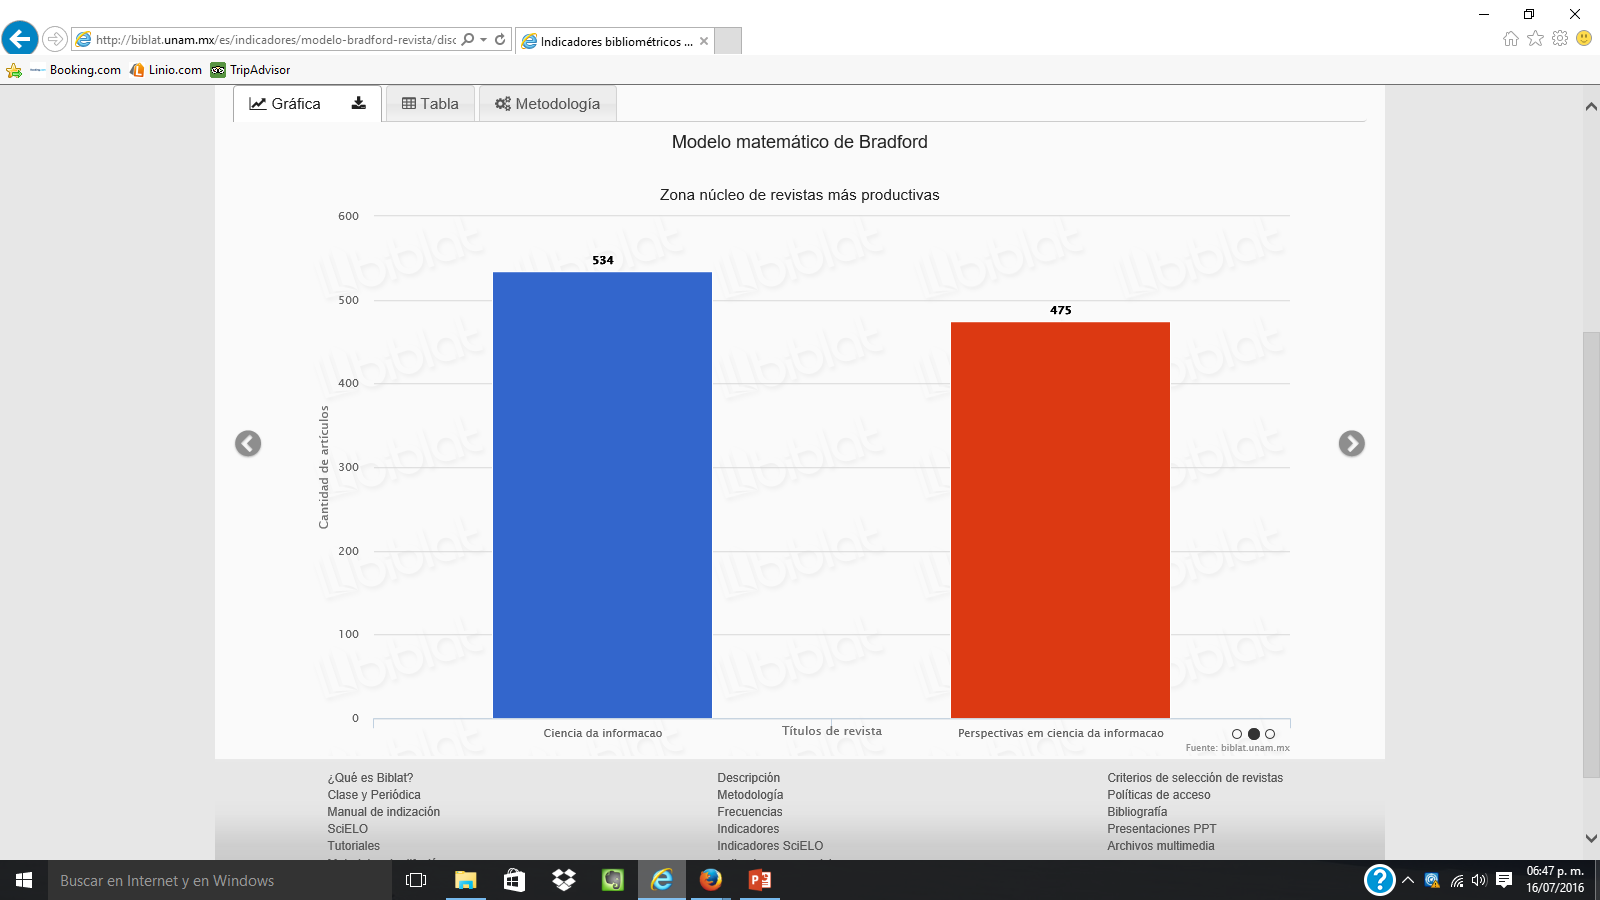 http://biblat.unam.mx/es/indicadores/modelo-bradford-revista/disc
Indicadores bibliométricos ...
Booking.com
Linio.com
TripAdvisor
Gráfica
Tabla
Metodología
Modelo matemático de Bradford
Zona núcleo de revistas más productivas
600
500
400
300
200
100
0
Cantidad de artículos
534
475
Ciencia da informacao
Títulos de revista
Perspectivas em ciencia da informacao
Fuente: biblat.unam.mx
biblat
¿Qué es Biblat?
Clase y Periódica
Manual de indización
SciELO
Tutoriales
Descripción
Metodología
Frecuencias
Indicadores
Indicadores SciELO
Criterios de selección de revistas
Políticas de acceso
Bibliografía
Presentaciones PPT
Archivos multimedia
Buscar en Internet y en Windows
06:47 p. m.
16/07/2016